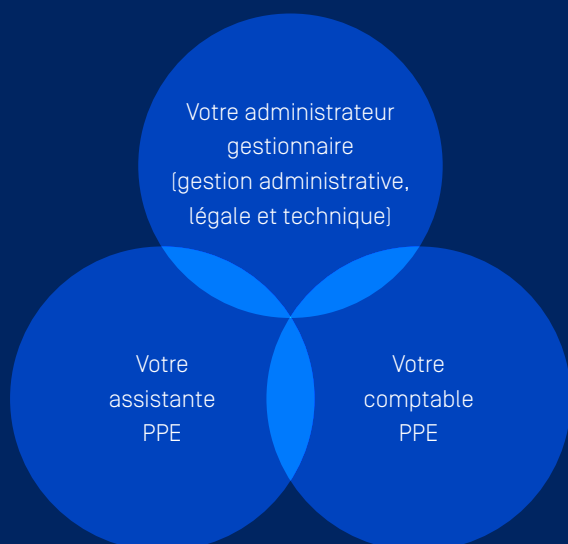 Votre administrateur
gestionnaire
(gestion administrative,
légale et technique)
Votre
assistante
PPE
Votre
comptable
PPE